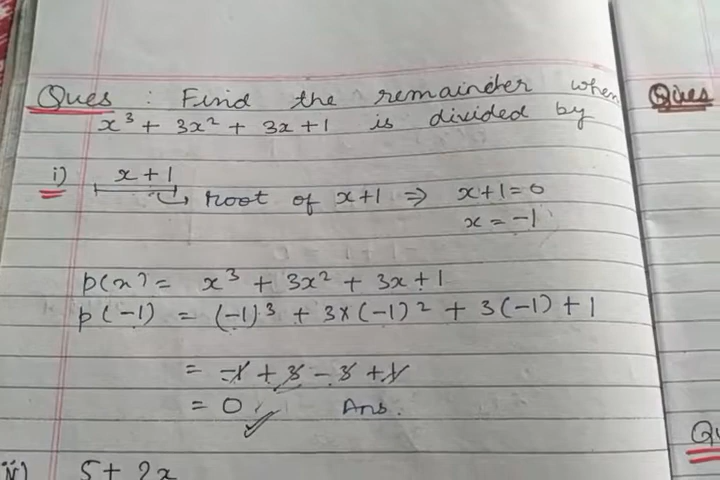 Ques : Find the remainder when
x³ + 3x² + 3x + 1 is divided by
i) x + 1
root of x+1 ⇒ x+1 = 0
x = -1
p(x) = x³ + 3x² + 3x + 1
p(-1) = (-1)³ + 3×(-1)² + 3(-1) + 1
= -1 + 3 - 3 + 1
= 0 Ans.
5 + 2x
Ques
Qu